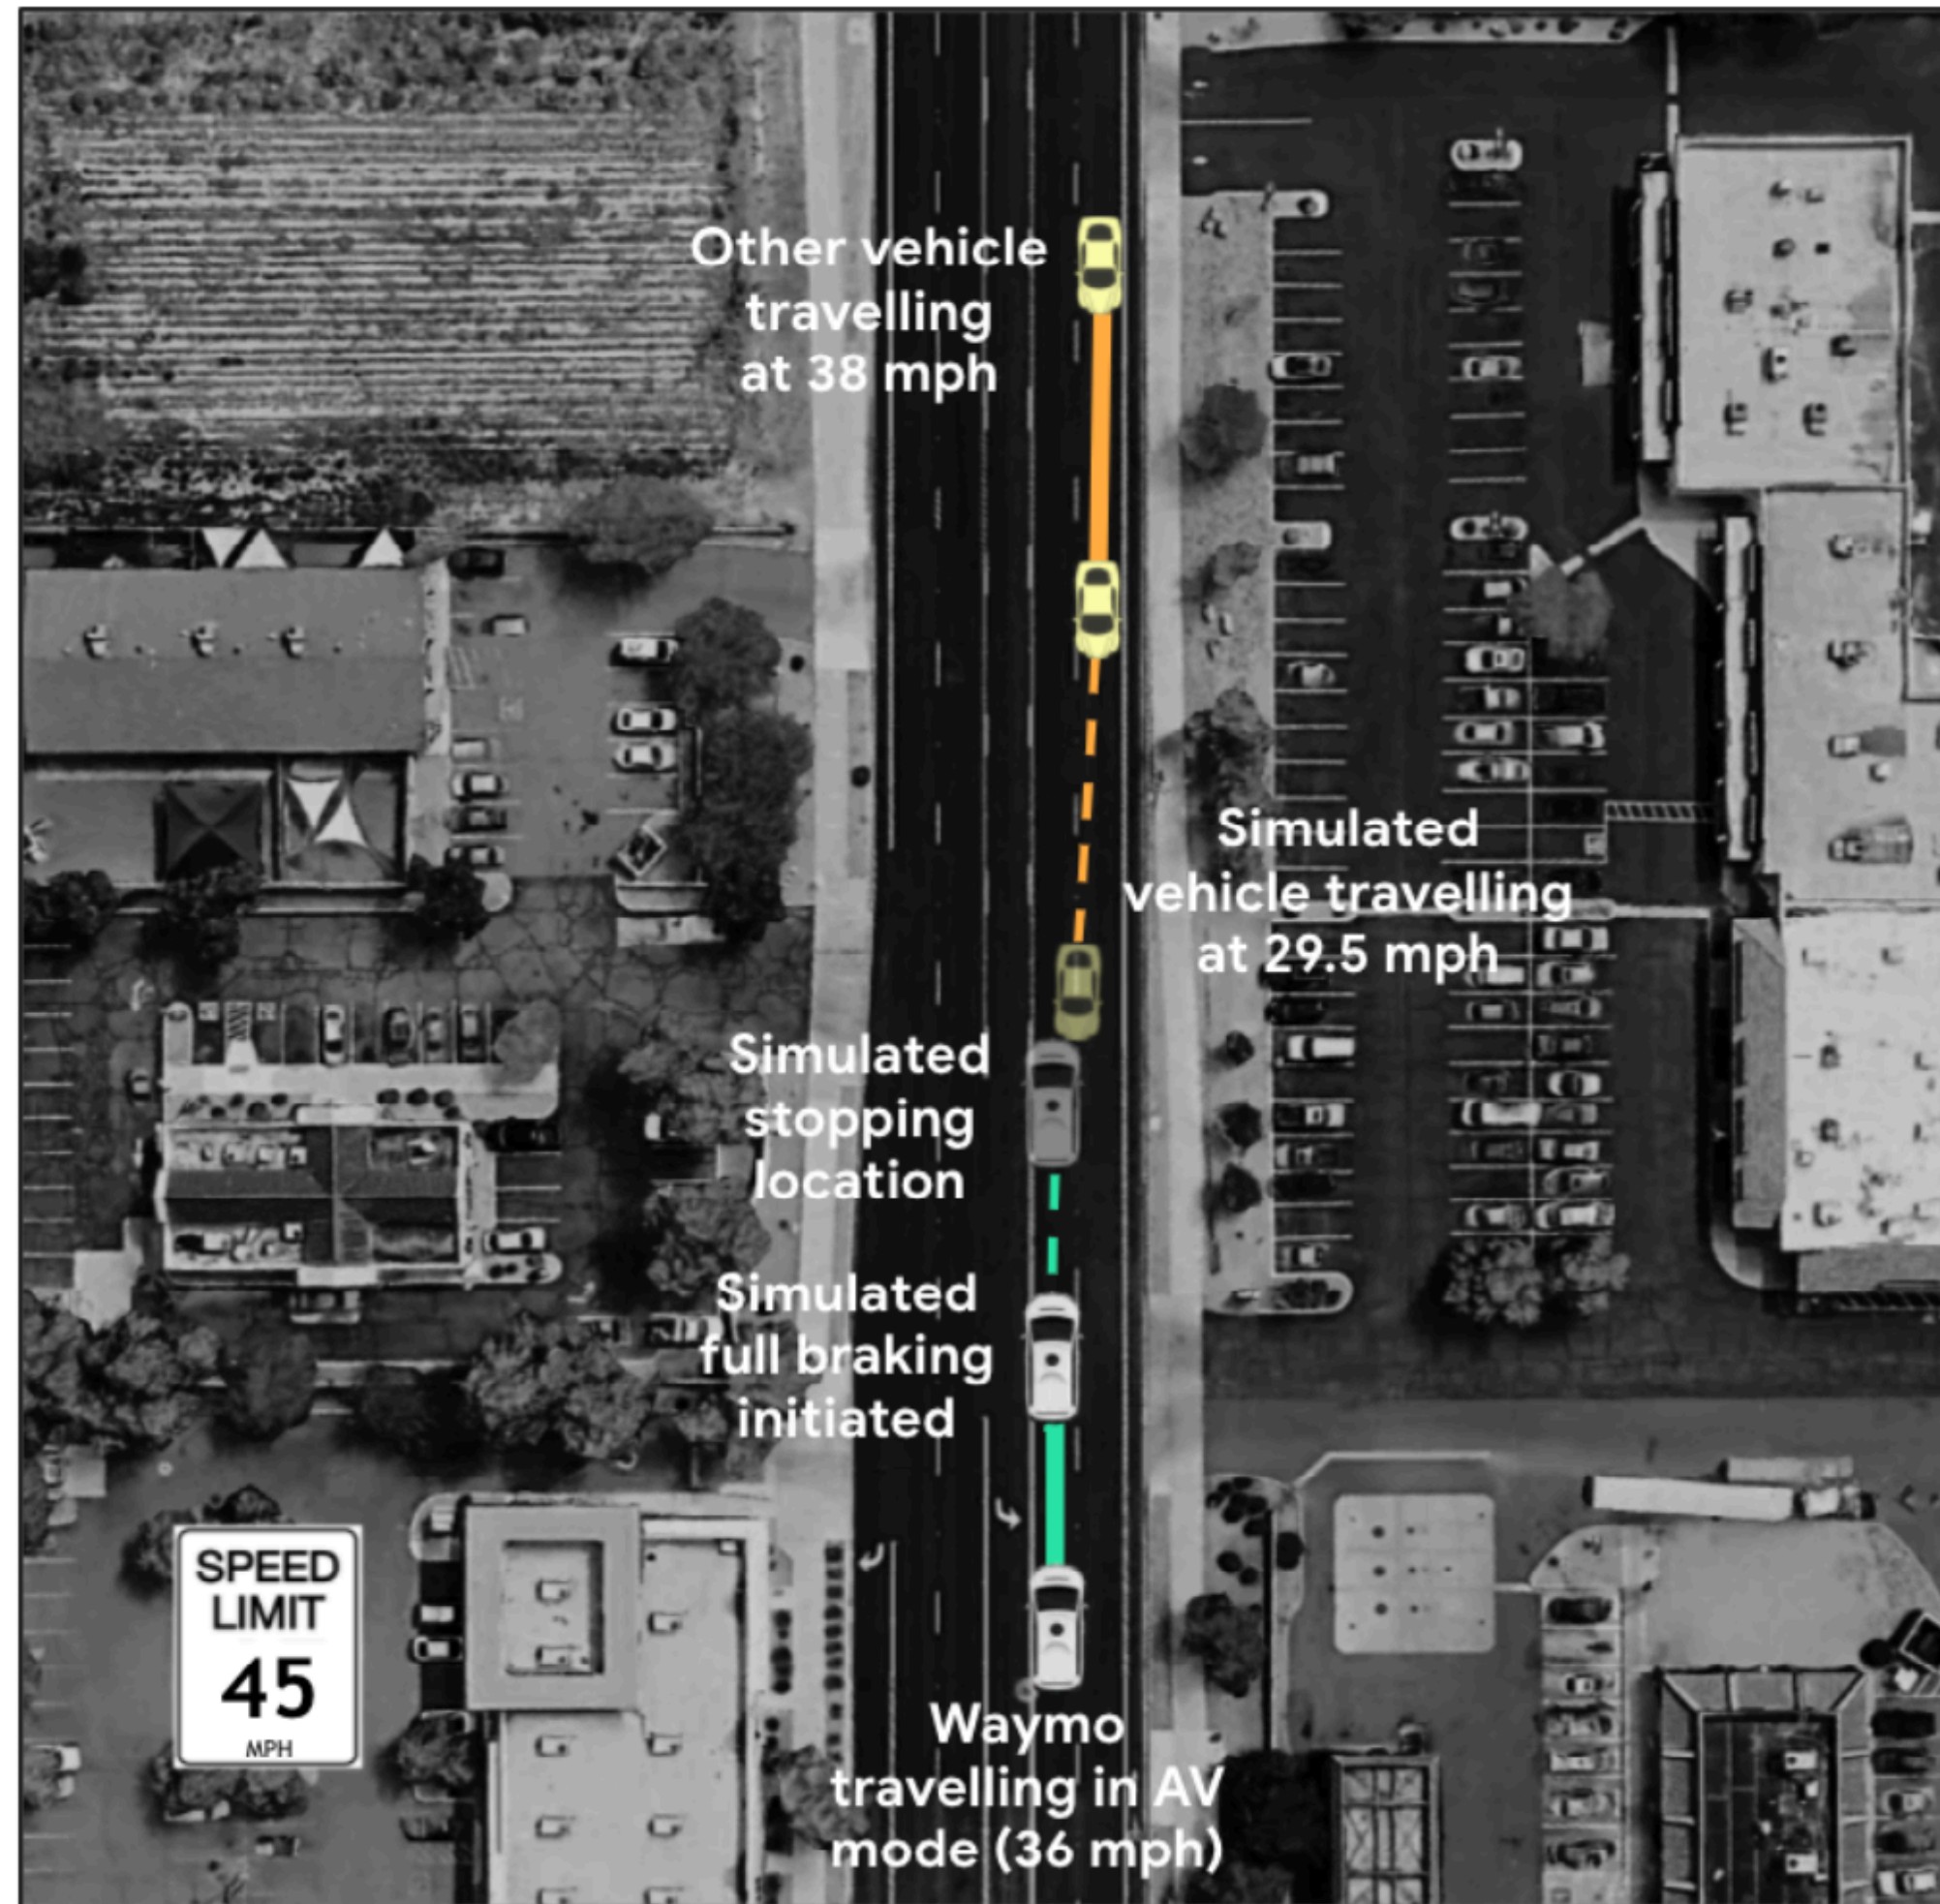 Other vehicle
travelling
at 38 mph
Simulated
vehicle travelling
at 29.5 mph
Simulated
stopping
location
Simulated
full braking
initiated
SPEED
LIMIT
45
MPH
Waymo
travelling in AV
mode (36 mph)